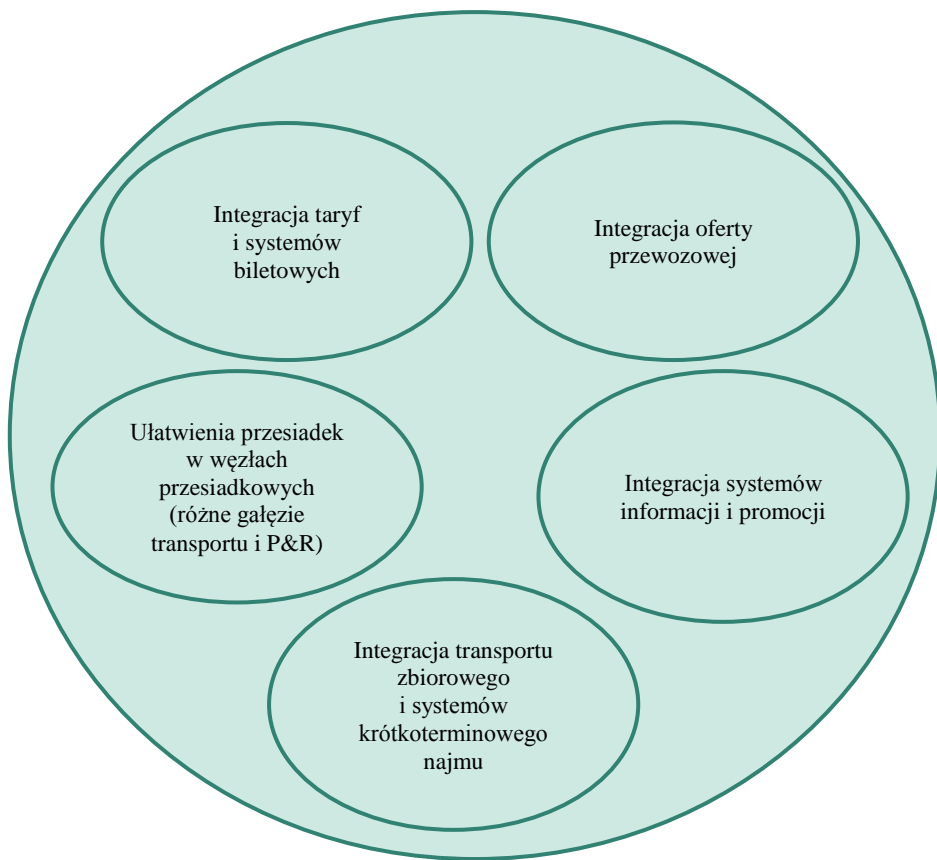 Integracja taryf
i systemów
biletowych
Integracja oferty
przewozowej
Ułatwienia przesiadek
w węzłach
przesiadkowych
(różne gałęzie
transportu i P&R)
Integracja systemów
informacji i promocji
Integracja transportu
zbiorowego
i systemów
krótkoterminowego
najmu